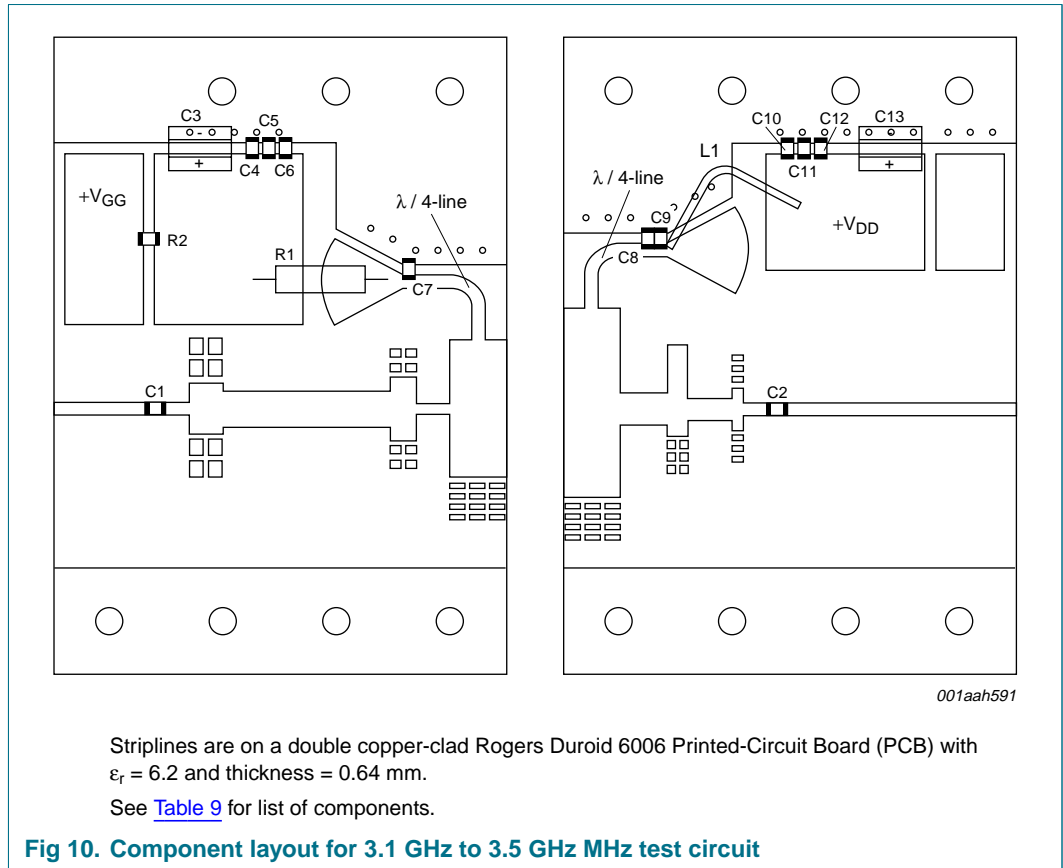 C3
C5
C10
C12
C13
-
-
+
C4
C6
L1
C11
+
λ / 4-line
λ / 4-line
+VGG
C9
+VDD
R2
R1
C8
C7
C1
C2
001aah591
Striplines are on a double copper-clad Rogers Duroid 6006 Printed-Circuit Board (PCB) with
εr = 6.2 and thickness = 0.64 mm.
See Table 9 for list of components.
Fig 10. Component layout for 3.1 GHz to 3.5 GHz MHz test circuit